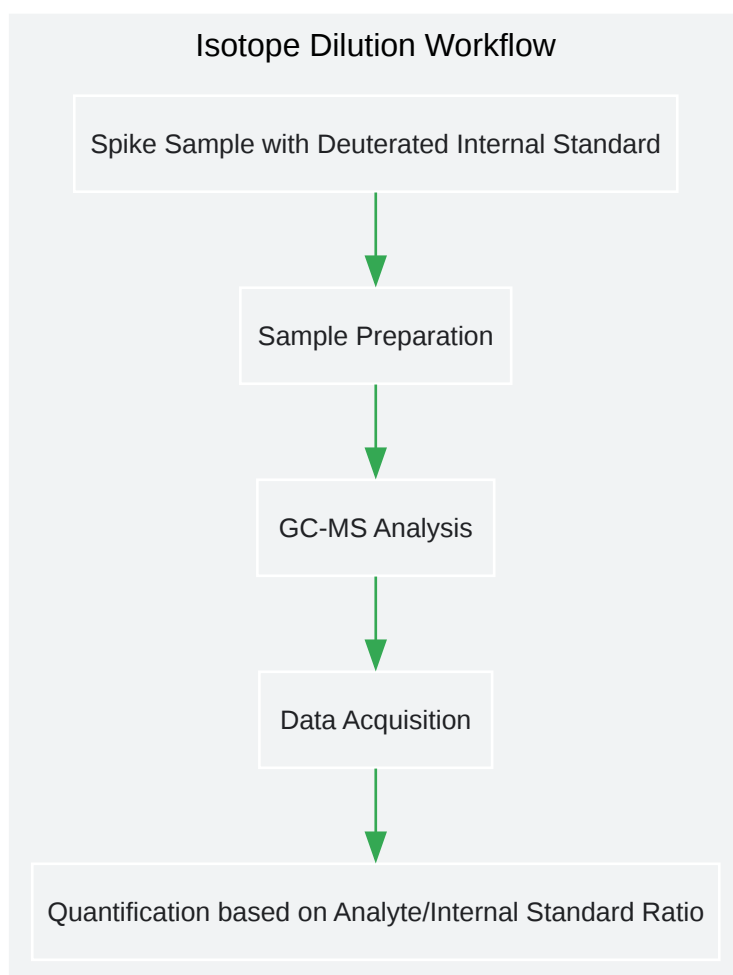 Isotope Dilution Workflow
Spike Sample with Deuterated Internal Standard
Sample Preparation
GC-MS Analysis
Data Acquisition
Quantification based on Analyte/Internal Standard Ratio